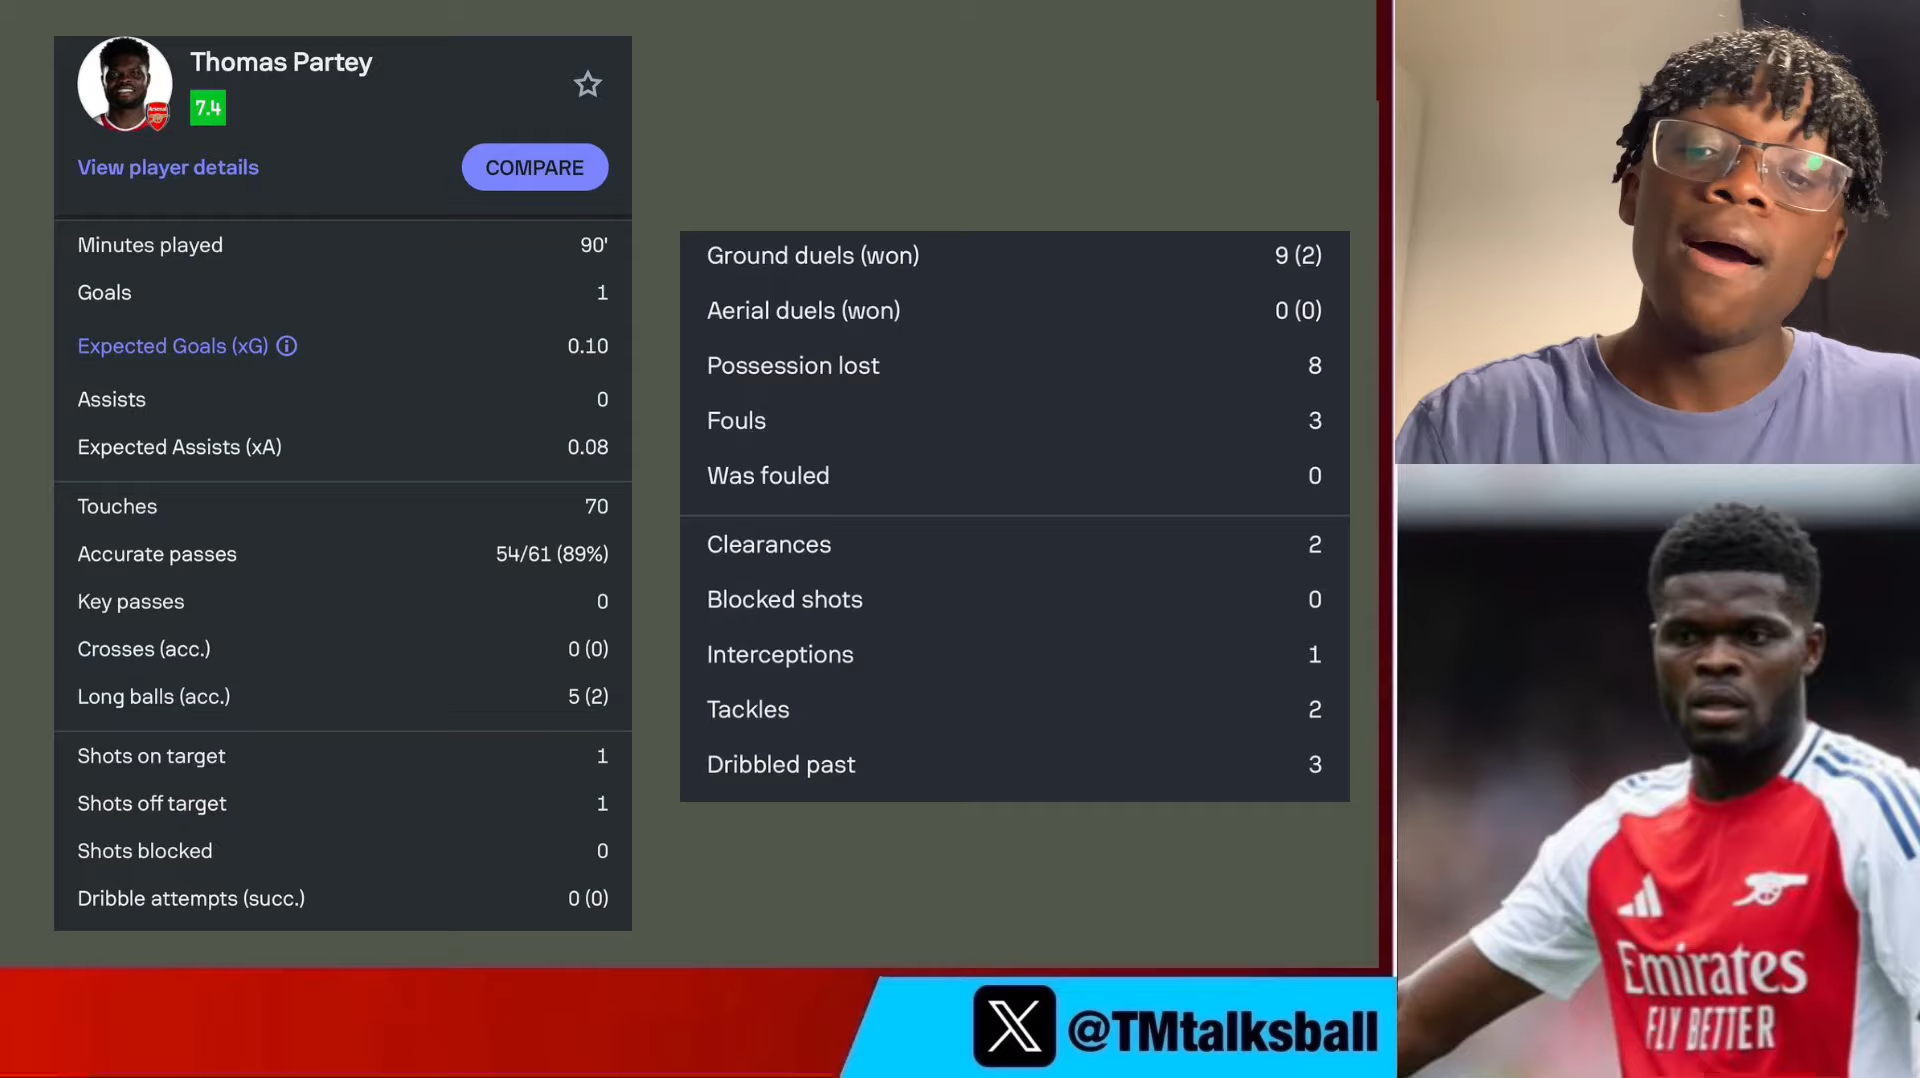 Thomas Partey
7.4
View player details
COMPARE
Minutes played 90'
Goals 1
Expected Goals (xG) 0.10
Assists 0
Expected Assists (xA) 0.08
Touches 70
Accurate passes 54/61 (89%)
Key passes 0
Crosses (acc.) 0 (0)
Long balls (acc.) 5 (2)
Shots on target 1
Shots off target 1
Shots blocked 0
Dribble attempts (succ.) 0 (0)
Ground duels (won) 9 (2)
Aerial duels (won) 0 (0)
Possession lost 8
Fouls 3
Was fouled 0
Clearances 2
Blocked shots 0
Interceptions 1
Tackles 2
Dribbled past 3
@TMtalksball
Emirates
FLY BETTER